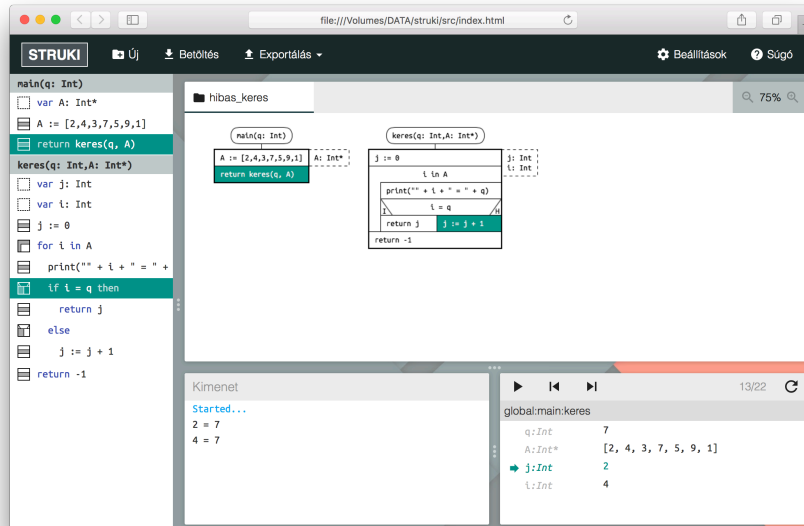 file:///Volumes/DATA/struki/src/index.html
STRUKI Új Betöltés Exportálás Beállítások Súgó
main(q: Int)
var A: Int*
A := [2,4,3,7,5,9,1]
return keres(q, A)
keres(q: Int,A: Int*)
var j: Int
var i: Int
j := 0
for i in A
print("" + i + " = " +
if i = q then
return j
else
j := j + 1
return -1
hibas_keres
75%
main(q: Int)
A := [2,4,3,7,5,9,1]
A: Int*
return keres(q, A)
keres(q: Int,A: Int*)
j := 0
j: Int
i: Int
i in A
print("" + i + " = " + q)
i = q
I
H
return j
j := j + 1
return -1
Kimenet
Started...
2 = 7
4 = 7
13/22
global:main:keres
q:Int 7
A:Int* [2, 4, 3, 7, 5, 9, 1]
j:Int 2
i:Int 4